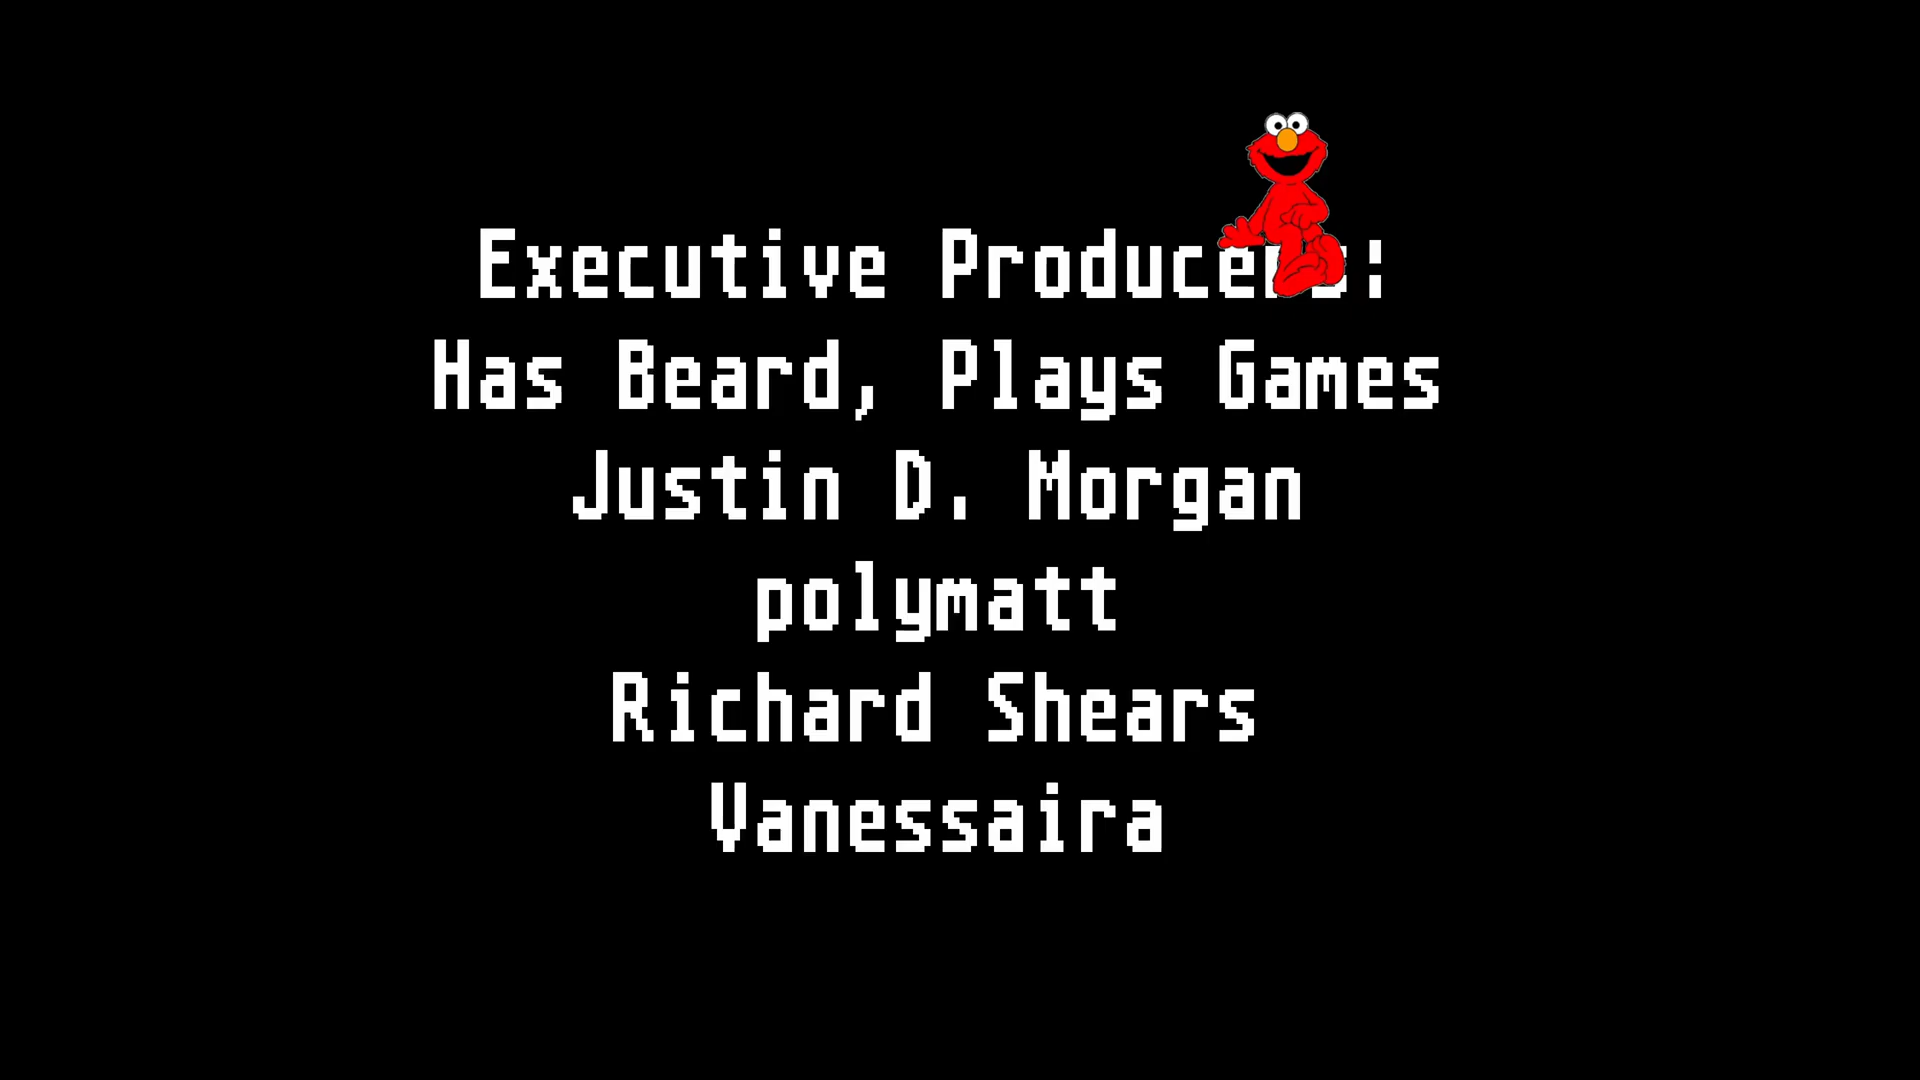 Executive Producers:
Has Beard, Plays Games
Justin D. Morgan
polymatt
Richard Shears
Vanessaira